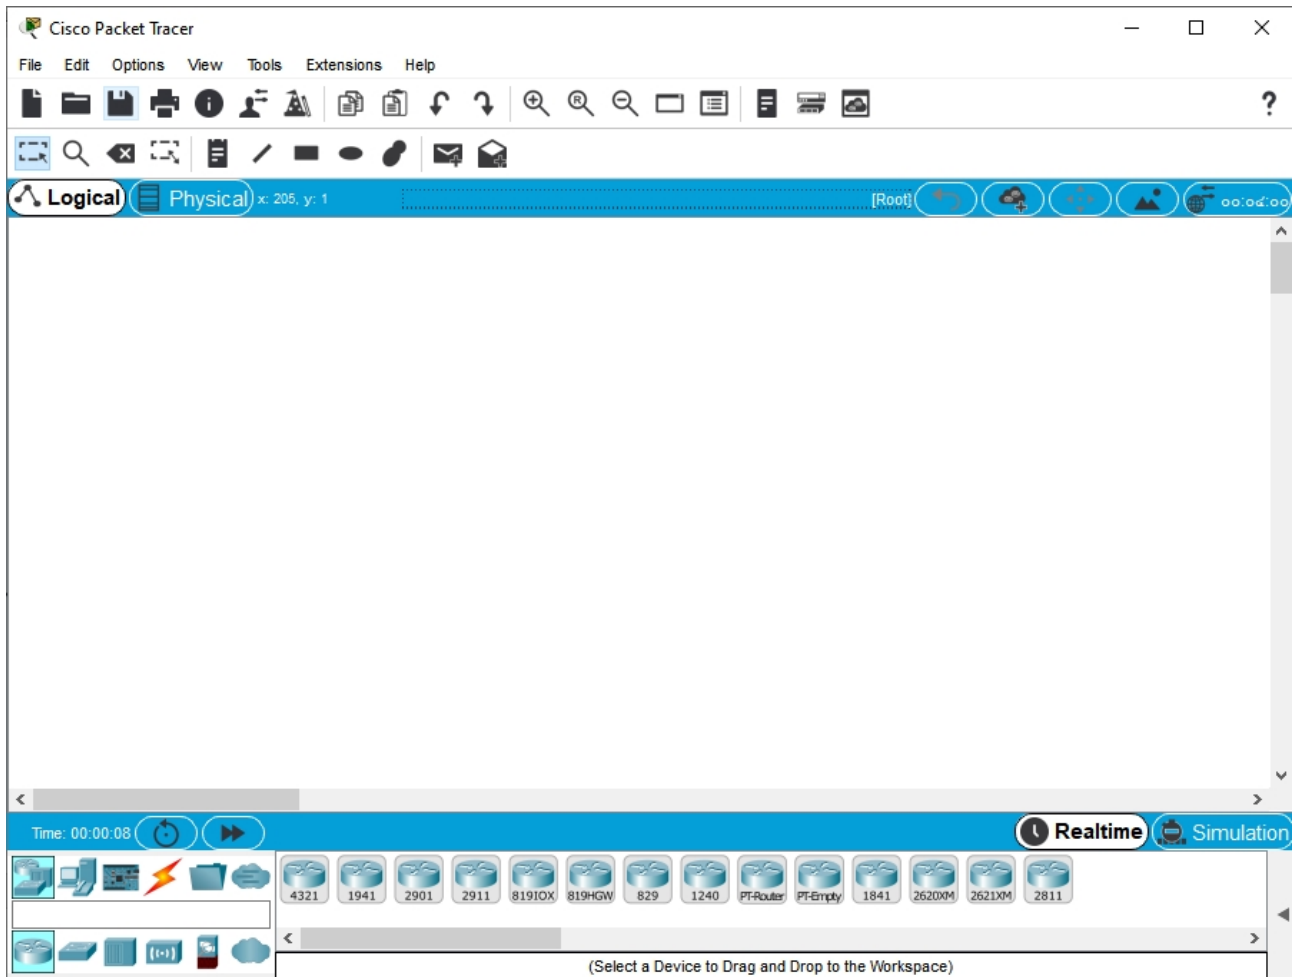 Cisco Packet Tracer
File Edit Options View Tools Extensions Help
Logical Physical x: 205, y: 1 [Root] 00:04:00
Time: 00:00:08 Realtime Simulation
4321 1941 2901 2911 819IOX 819HGW 829 1240 PT-Router PT-Empty 1841 2620XM 2621XM 2811
(Select a Device to Drag and Drop to the Workspace)